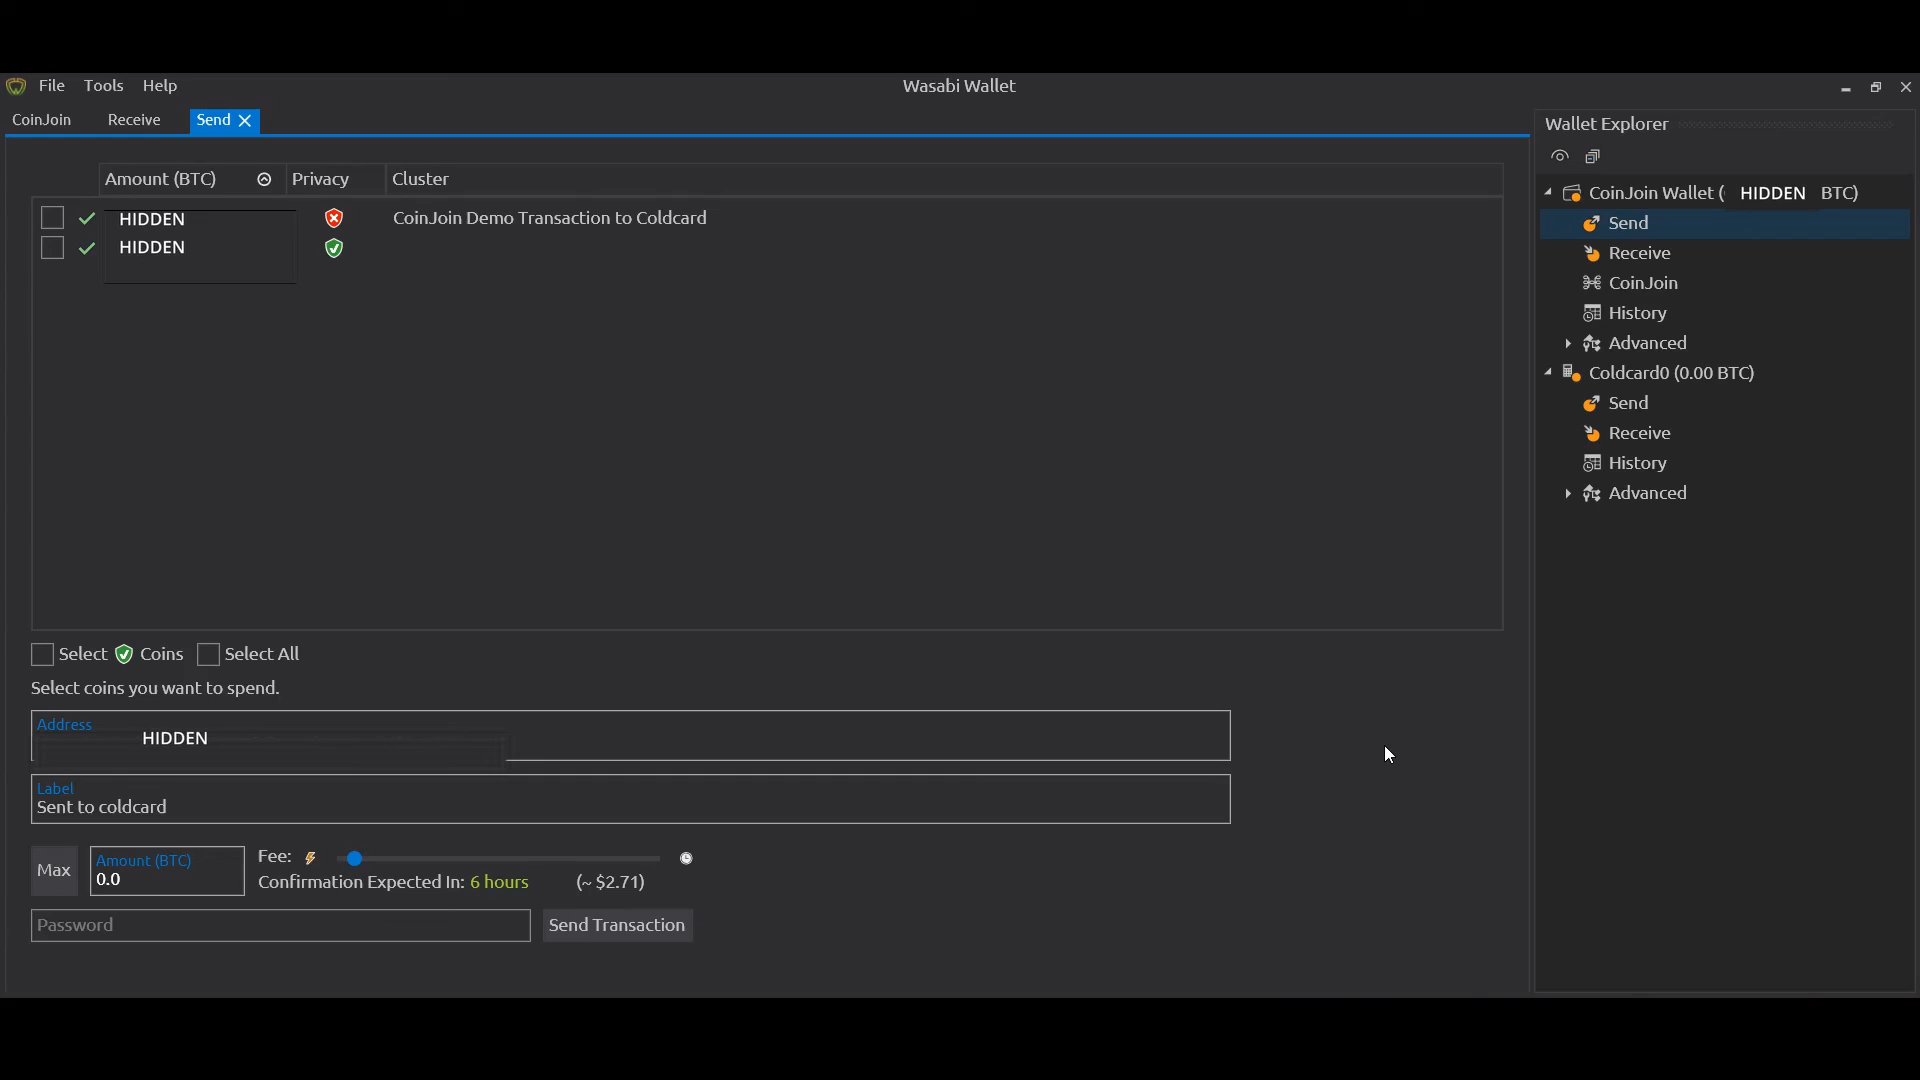 File Tools Help Wasabi Wallet
CoinJoin Receive Send
Wallet Explorer
Amount (BTC) Privacy Cluster
HIDDEN CoinJoin Demo Transaction to Coldcard
HIDDEN
Select Coins Select All
Select coins you want to spend.
Address
HIDDEN
Label
Sent to coldcard
Max
Amount (BTC)
0.0
Fee:
Confirmation Expected In: 6 hours (~ $2.71)
Password
Send Transaction
CoinJoin Wallet ( HIDDEN BTC)
Send
Receive
CoinJoin
History
Advanced
Coldcard0 (0.00 BTC)
Send
Receive
History
Advanced